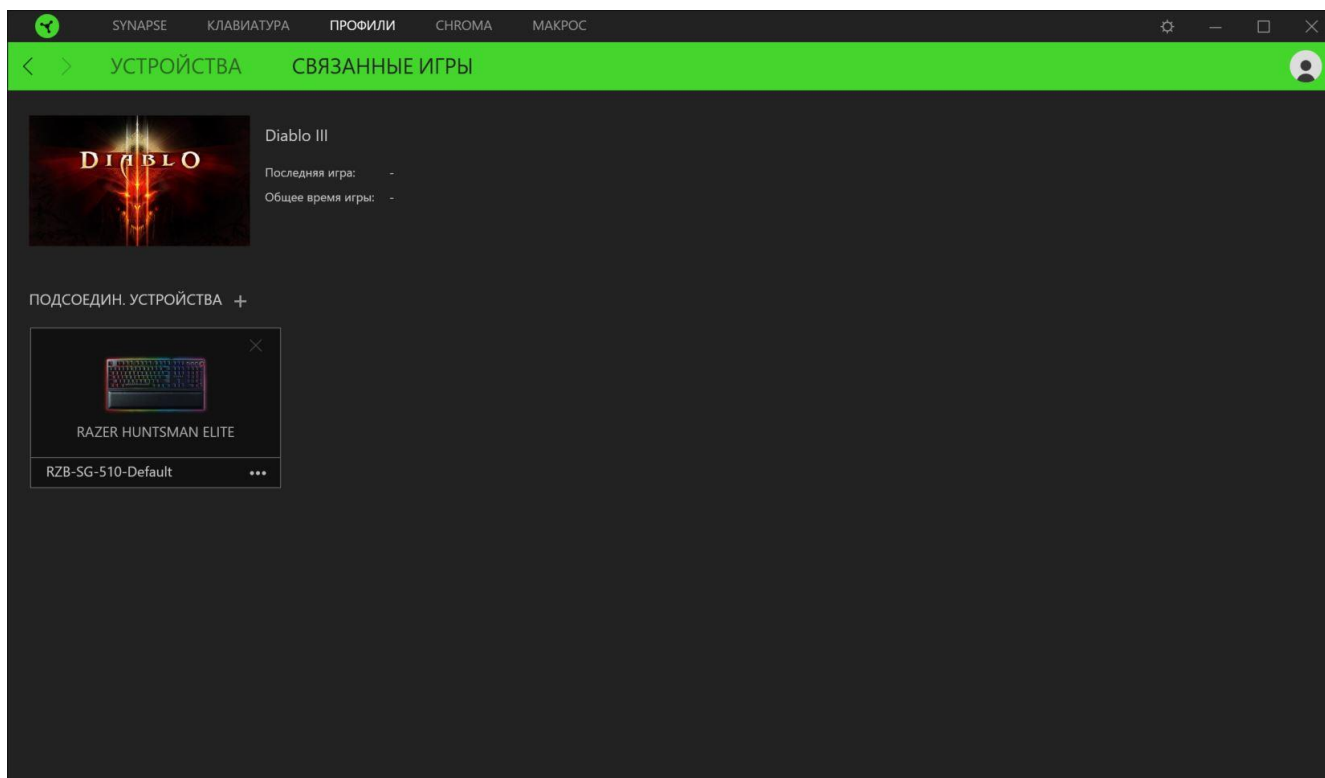 SYNAPSE КЛАВИАТУРА ПРОФИЛИ CHROMA МАКРОС
УСТРОЙСТВА СВЯЗАННЫЕ ИГРЫ
DIABLO
Diablo III
Последняя игра: -
Общее время игры: -
ПОДСОЕДИН. УСТРОЙСТВА +
RAZER HUNTSMAN ELITE
RZB-SG-510-Default •••